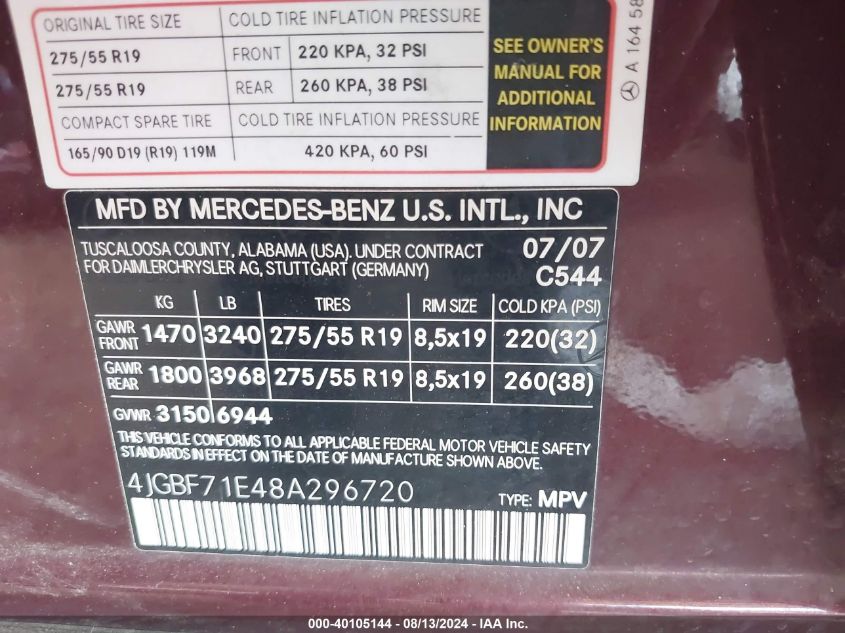 ORIGINAL TIRE SIZE COLD TIRE INFLATION PRESSURE
275/55 R19 FRONT 220 KPA, 32 PSI
275/55 R19 REAR 260 KPA, 38 PSI
COMPACT SPARE TIRE COLD TIRE INFLATION PRESSURE
165/90 D19 (R19) 119M 420 KPA, 60 PSI
SEE OWNER'S
MANUAL FOR
ADDITIONAL
INFORMATION
A 164 58
MFD BY MERCEDES-BENZ U.S. INTL., INC
TUSCALOOSA COUNTY, ALABAMA (USA). UNDER CONTRACT 07/07
FOR DAIMLERCHRYSLER AG, STUTTGART (GERMANY) C544
KG LB TIRES RIM SIZE COLD KPA (PSI)
GAWR FRONT 1470 3240 275/55 R19 8,5x19 220(32)
GAWR REAR 1800 3968 275/55 R19 8,5x19 260(38)
GVWR 3150 6944
THIS VEHICLE CONFORMS TO ALL APPLICABLE FEDERAL MOTOR VEHICLE SAFETY
STANDARDS IN EFFECT ON THE DATE OF MANUFACTURE SHOWN ABOVE.
4JGBF71E48A296720 TYPE: MPV
000-40105144 - 08/13/2024 - IAA Inc.